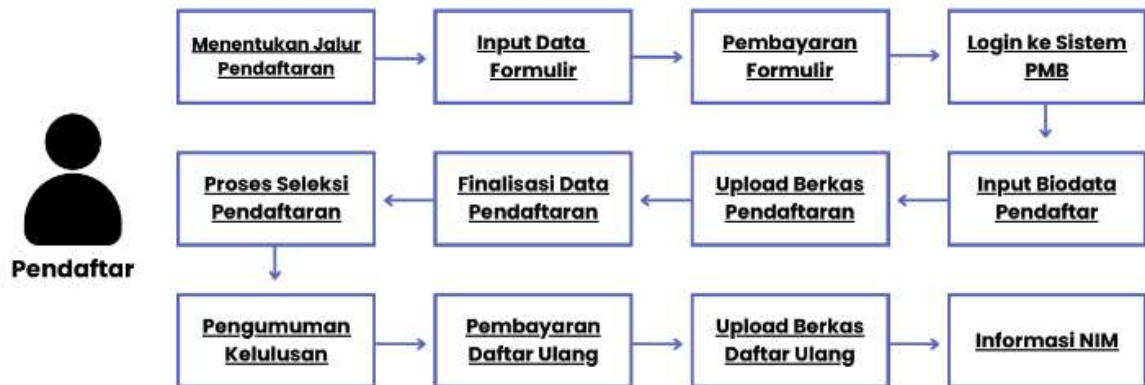 Menentukan Jalur
Pendaftaran
Input Data
Formulir
Pembayaran
Formulir
Login ke Sistem
PMB
Input Biodata
Pendaftar
Upload Berkas
Pendaftaran
Finalisasi Data
Pendaftaran
Proses Seleksi
Pendaftaran
Pendaftar
Pengumuman
Kelulusan
Pembayaran
Daftar Ulang
Upload Berkas
Daftar Ulang
Informasi NIM